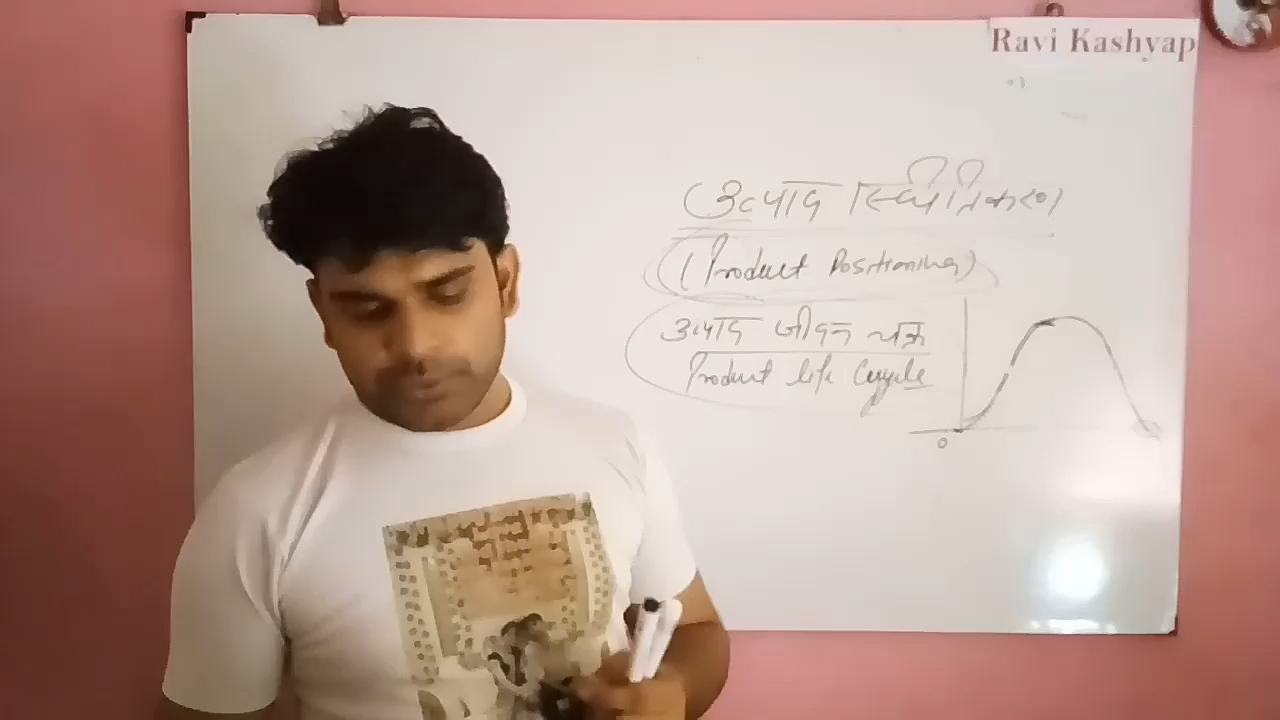 Ravi Kashyap
उत्पाद स्थितिकरण
(Product Positioning)
उत्पाद जीवन चक्र
Product life Cycle
0